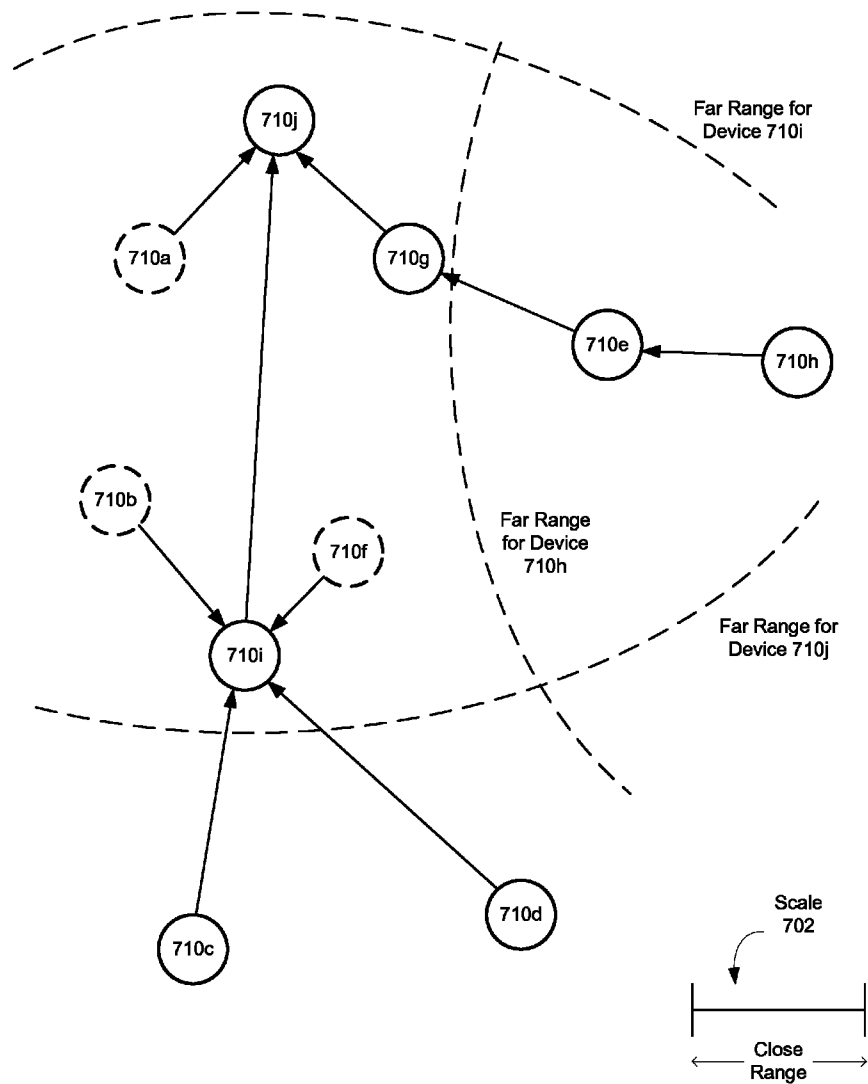 710j
Far Range for
Device 710i
710a
710g
710e
710h
710b
710f
Far Range
for Device
710h
710i
Far Range for
Device 710j
710c
710d
Scale
702
Close
Range